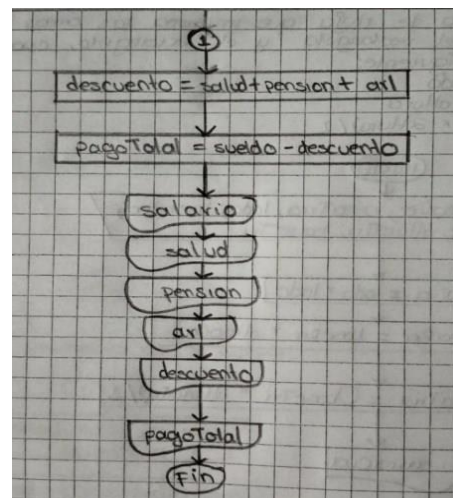 1
descuento = salud + pension + arl
pagoTotal = sueldo - descuento
salario
salud
pension
arl
descuento
pagoTotal
Fin